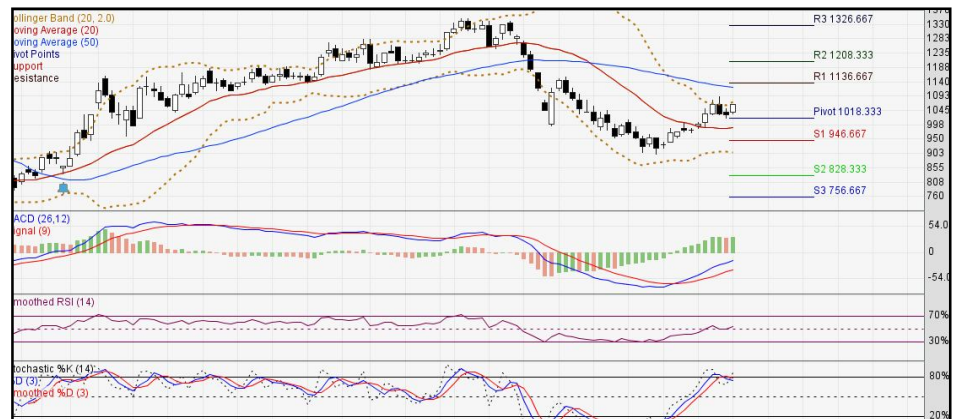 ollinger Band (20, 2.0)
oving Average (20)
oving Average (50)
ivot Points
upport
esistance
R3 1326.667
R2 1208.333
R1 1136.667
Pivot 1018.333
S1 946.667
S2 828.333
S3 756.667
1330
1283
1235
1188
1140
1093
1045
998
950
903
855
808
760
ACD (26,12)
ignal (9)
54.0
0
-54.0
moothed RSI (14)
70%
30%
tochastic %K (14)
D (3)
moothed %D (3)
80%
20%